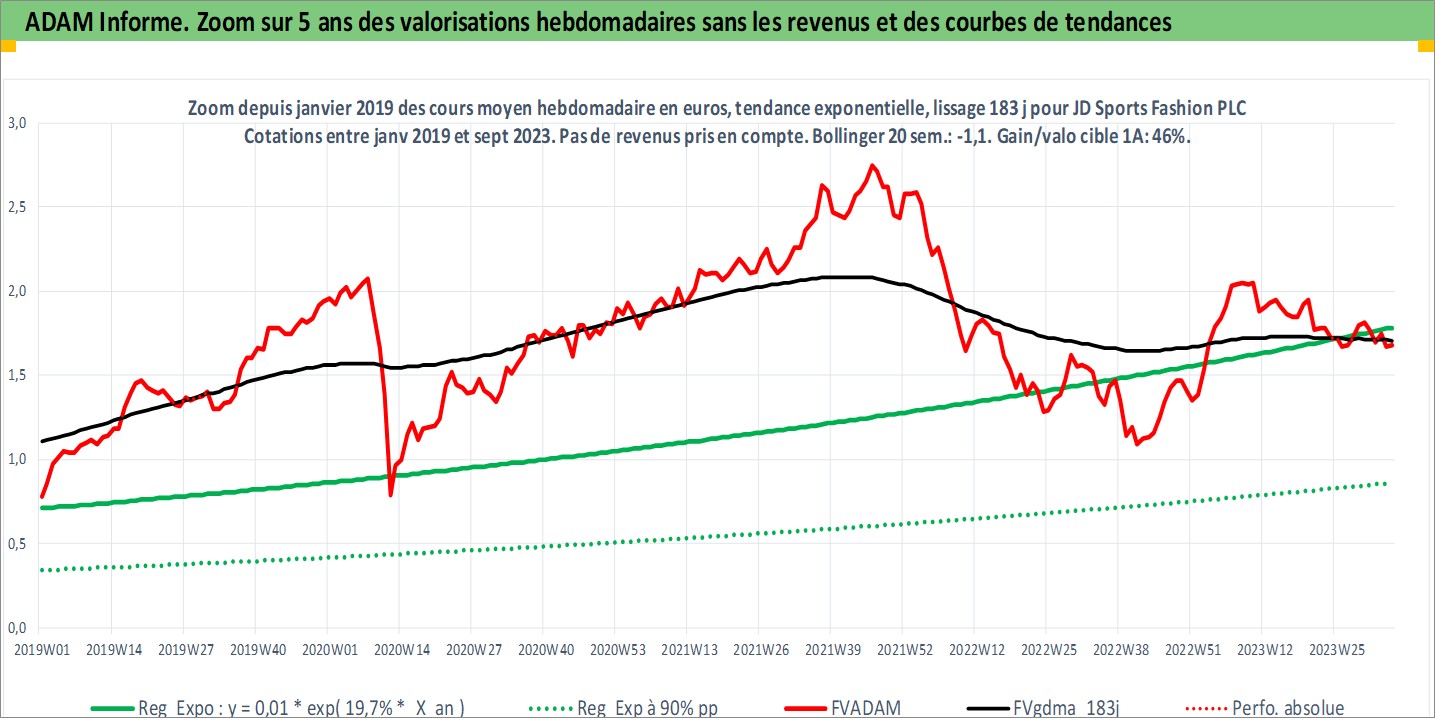 ADAM Informe. Zoom sur 5 ans des valorisations hebdomadaires sans les revenus et des courbes de tendances
Zoom depuis janvier 2019 des cours moyen hebdomadaire en euros, tendance exponentielle, lissage 183 j pour JD Sports Fashion PLC
Cotations entre janv 2019 et sept 2023. Pas de revenus pris en compte. Bollinger 20 sem.: -1,1. Gain/valo cible 1A: 46%.
3,0
2,5
2,0
1,5
1,0
0,5
0,0
2019W01 2019W14 2019W27 2019W40 2020W01 2020W14 2020W27 2020W40 2020W53 2021W13 2021W26 2021W39 2021W52 2022W12 2022W25 2022W38 2022W51 2023W12 2023W25
Reg Expo : y = 0,01 * exp( 19,7% * X an ) Reg Exp à 90% pp FVADAM FVgdma 183j Perfo. absolue